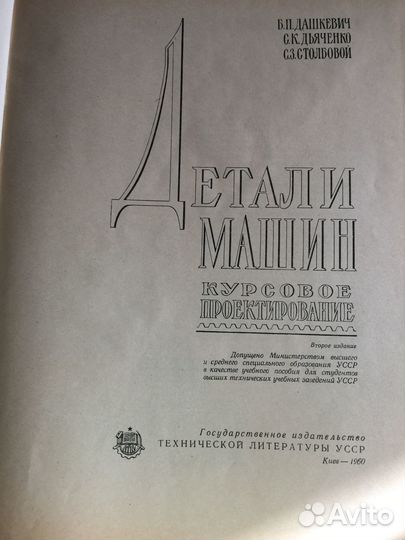 Б.П. ДАШКЕВИЧ
С.К. ДЬЯЧЕНКО
С.З. СТОЛБОВОЙ
ДЕТАЛИ
МАШИН
КУРСОВОЕ
ПРОЕКТИРОВАНИЕ
Второе издание
Допущено Министерством высшего
и среднего специального образования УССР
в качестве учебного пособия для студентов
высших технических учебных заведений УССР
Государственное издательство
ТЕХНИЧЕСКОЙ ЛИТЕРАТУРЫ УССР
Киев — 1960
Avito